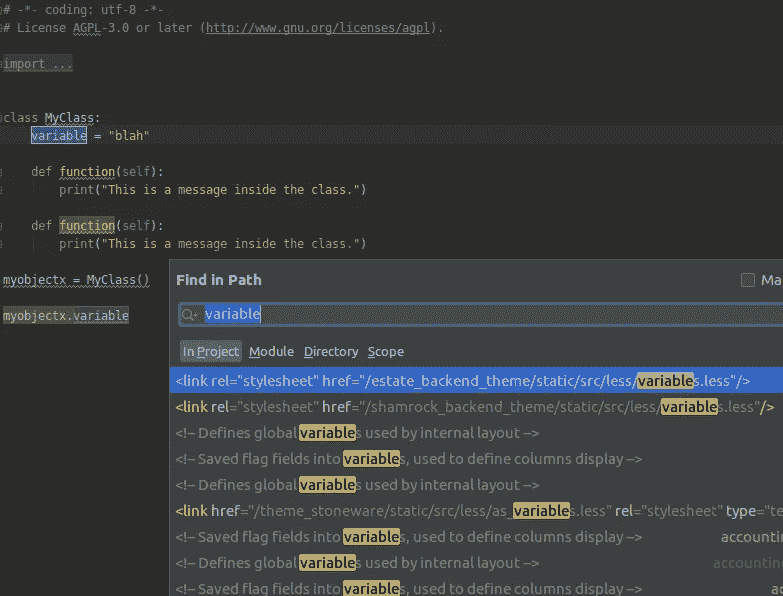 # -*- coding: utf-8 -*-
# License AGPL-3.0 or later (http://www.gnu.org/licenses/agpl).
import ...
class MyClass:
variable = "blah"
def function(self):
print("This is a message inside the class.")
def function(self):
print("This is a message inside the class.")
myobjectx = MyClass()
myobjectx.variable
Find in Path
Ma
variable
In Project Module Directory Scope
<link rel="stylesheet" href="/estate_backend_theme/static/src/less/variables.less"/>
<link rel="stylesheet" href="/shamrock_backend_theme/static/src/less/variables.less"/>
<!-- Defines global variables used by internal layout -->
<!-- Saved flag fields into variables, used to define columns display -->
<!-- Defines global variables used by internal layout -->
<link href="/theme_stoneware/static/src/less/as_variables.less" rel="stylesheet" type="te
<!-- Saved flag fields into variables, used to define columns display --> accountin
<!-- Defines global variables used by internal layout --> accountin
<!-- Saved flag fields into variables, used to define columns display --> ac